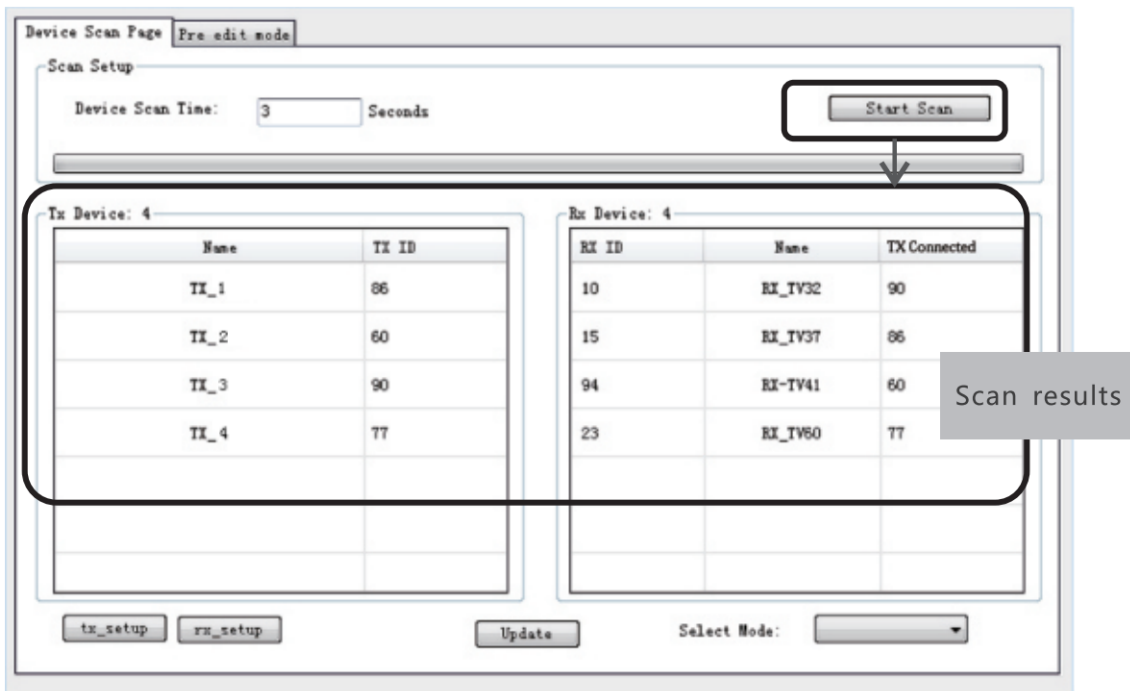 Device Scan Page Pre edit mode
Scan Setup
Device Scan Time: 3 Seconds Start Scan
Tx Device: 4 Rx Device: 4
Name TX ID RX ID Name TX Connected
TX_1 86 10 RX_TV32 90
TX_2 60 15 RX_TV37 86
TX_3 90 94 RX-TV41 60
Scan results
TX_4 77 23 RX_TV60 77
tx_setup rx_setup Update Select Mode: